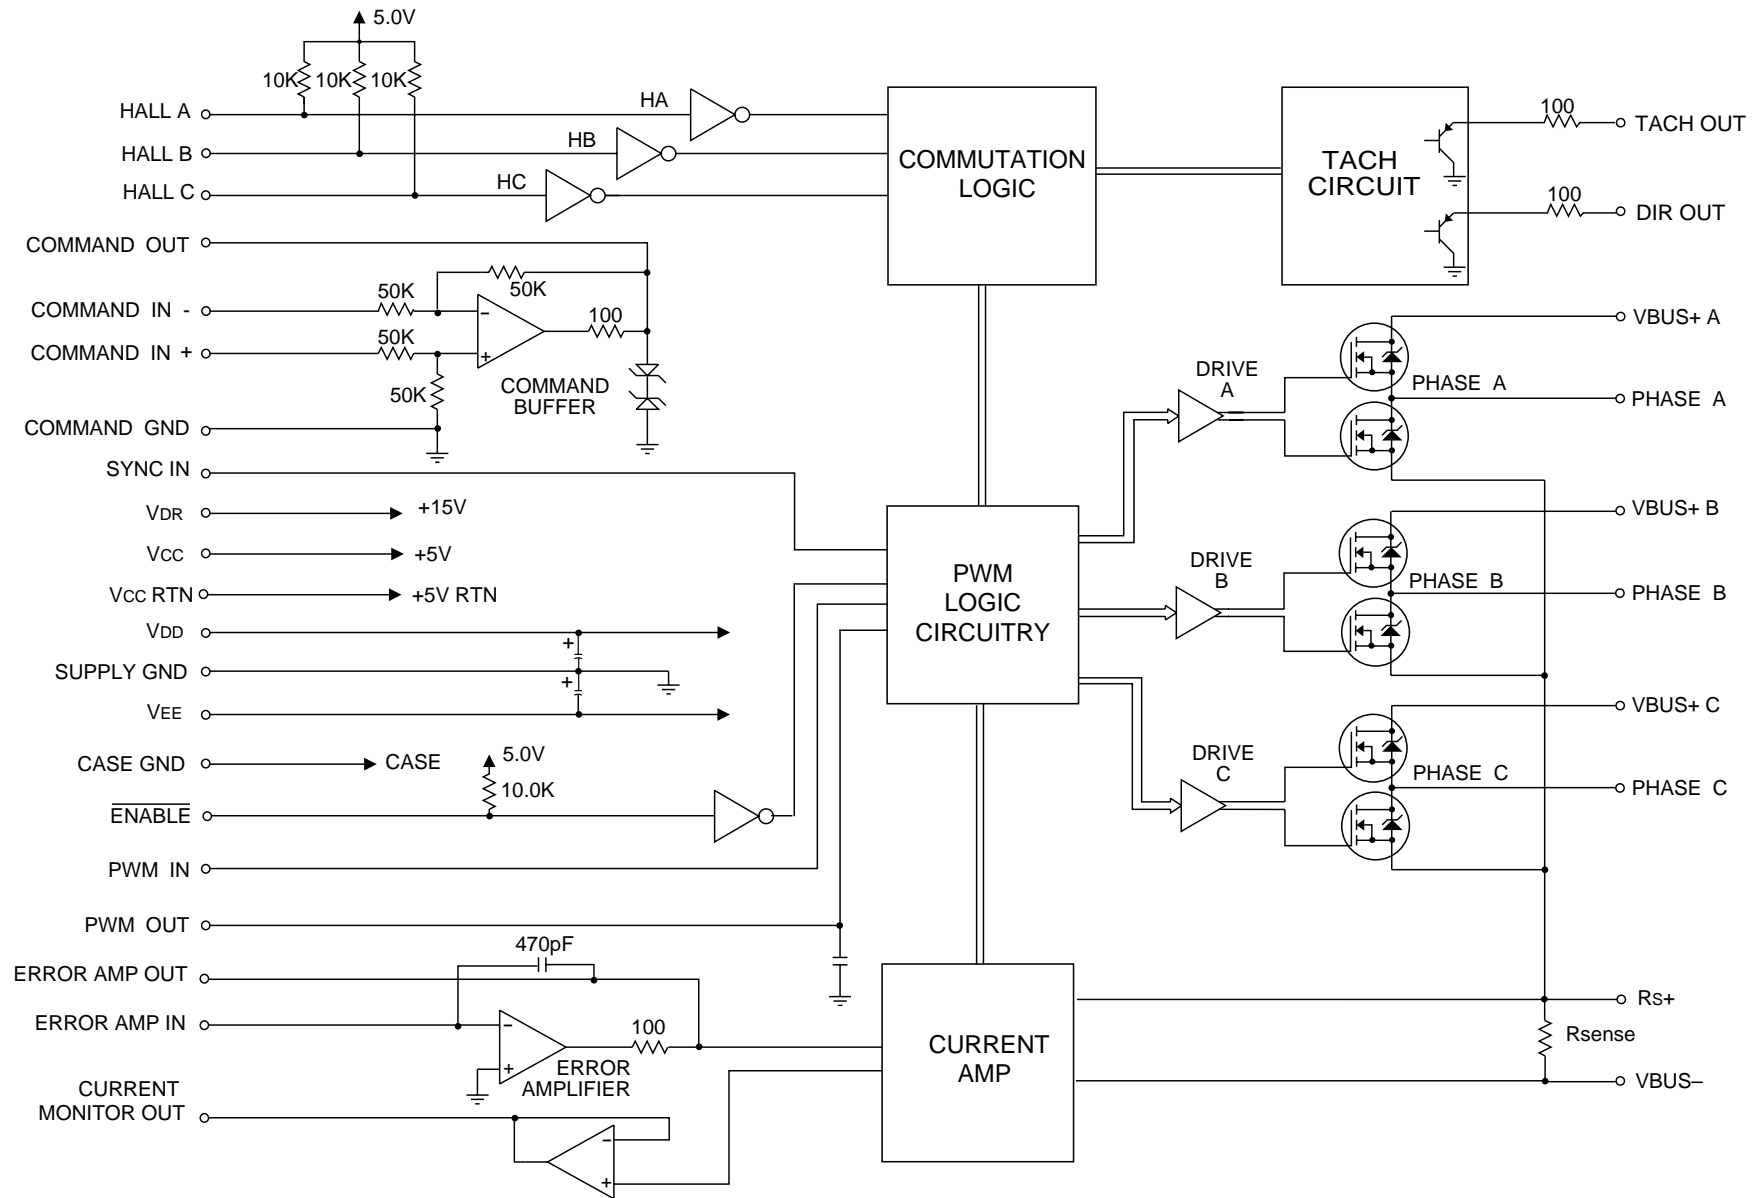 5.0V
10K
10K
10K
HALL A
HA
HALL B
HB
HALL C
HC
COMMUTATION
LOGIC
TACH
CIRCUIT
100
TACH OUT
100
DIR OUT
COMMAND OUT
50K
COMMAND IN -
50K
–
100
COMMAND IN +
50K
+
50K
COMMAND
BUFFER
COMMAND GND
SYNC IN
VDR
+15V
VCC
+5V
VCC RTN
+5V RTN
VDD
+
SUPPLY GND
+
VEE
CASE GND
CASE
5.0V
10.0K
ENABLE
PWM IN
PWM OUT
PWM
LOGIC
CIRCUITRY
DRIVE
A
VBUS+ A
PHASE A
PHASE A
DRIVE
B
VBUS+ B
PHASE B
PHASE B
DRIVE
C
VBUS+ C
PHASE C
PHASE C
470pF
ERROR AMP OUT
ERROR AMP IN
–
+
100
ERROR
AMPLIFIER
CURRENT
MONITOR OUT
–
+
CURRENT
AMP
RS+
Rsense
VBUS–